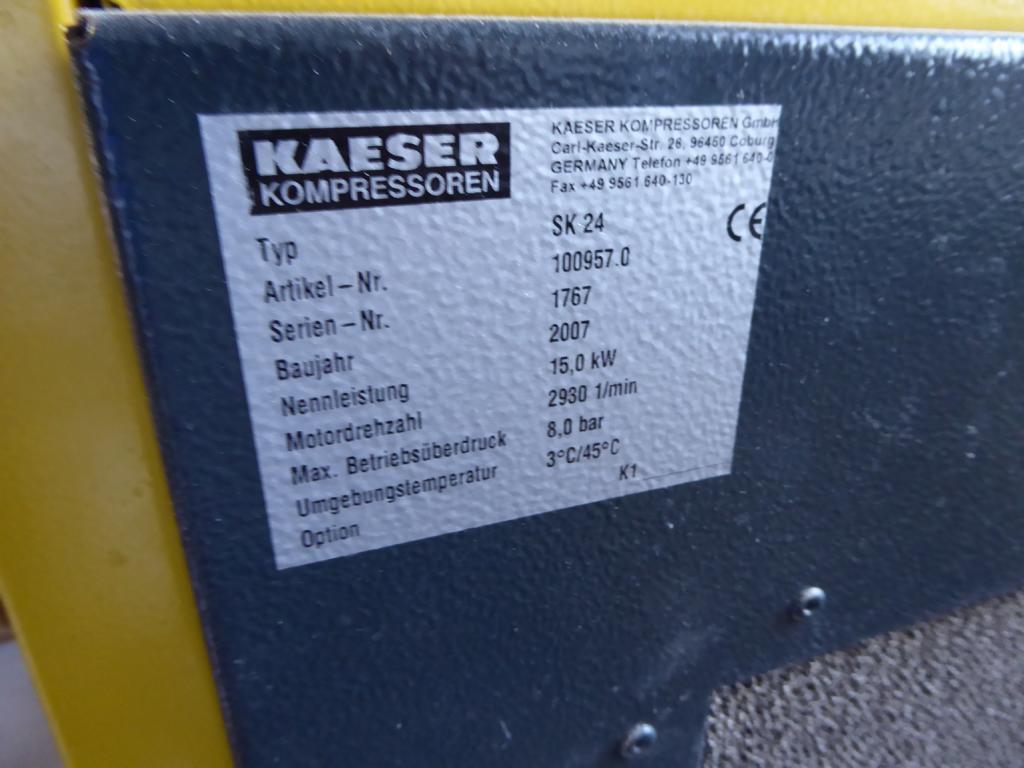 KAESER
KOMPRESSOREN
KAESER KOMPRESSOREN GmbH
Carl-Kaeser-Str. 26, 96450 Coburg
GERMANY Telefon +49 9561 640-0
Fax +49 9561 640-130
CE
Typ SK 24
Artikel-Nr. 100957.0
Serien-Nr. 1767
Baujahr 2007
Nennleistung 15,0 kW
Motordrehzahl 2930 1/min
Max. Betriebsüberdruck 8,0 bar
Umgebungstemperatur 3°C/45°C
Option K1